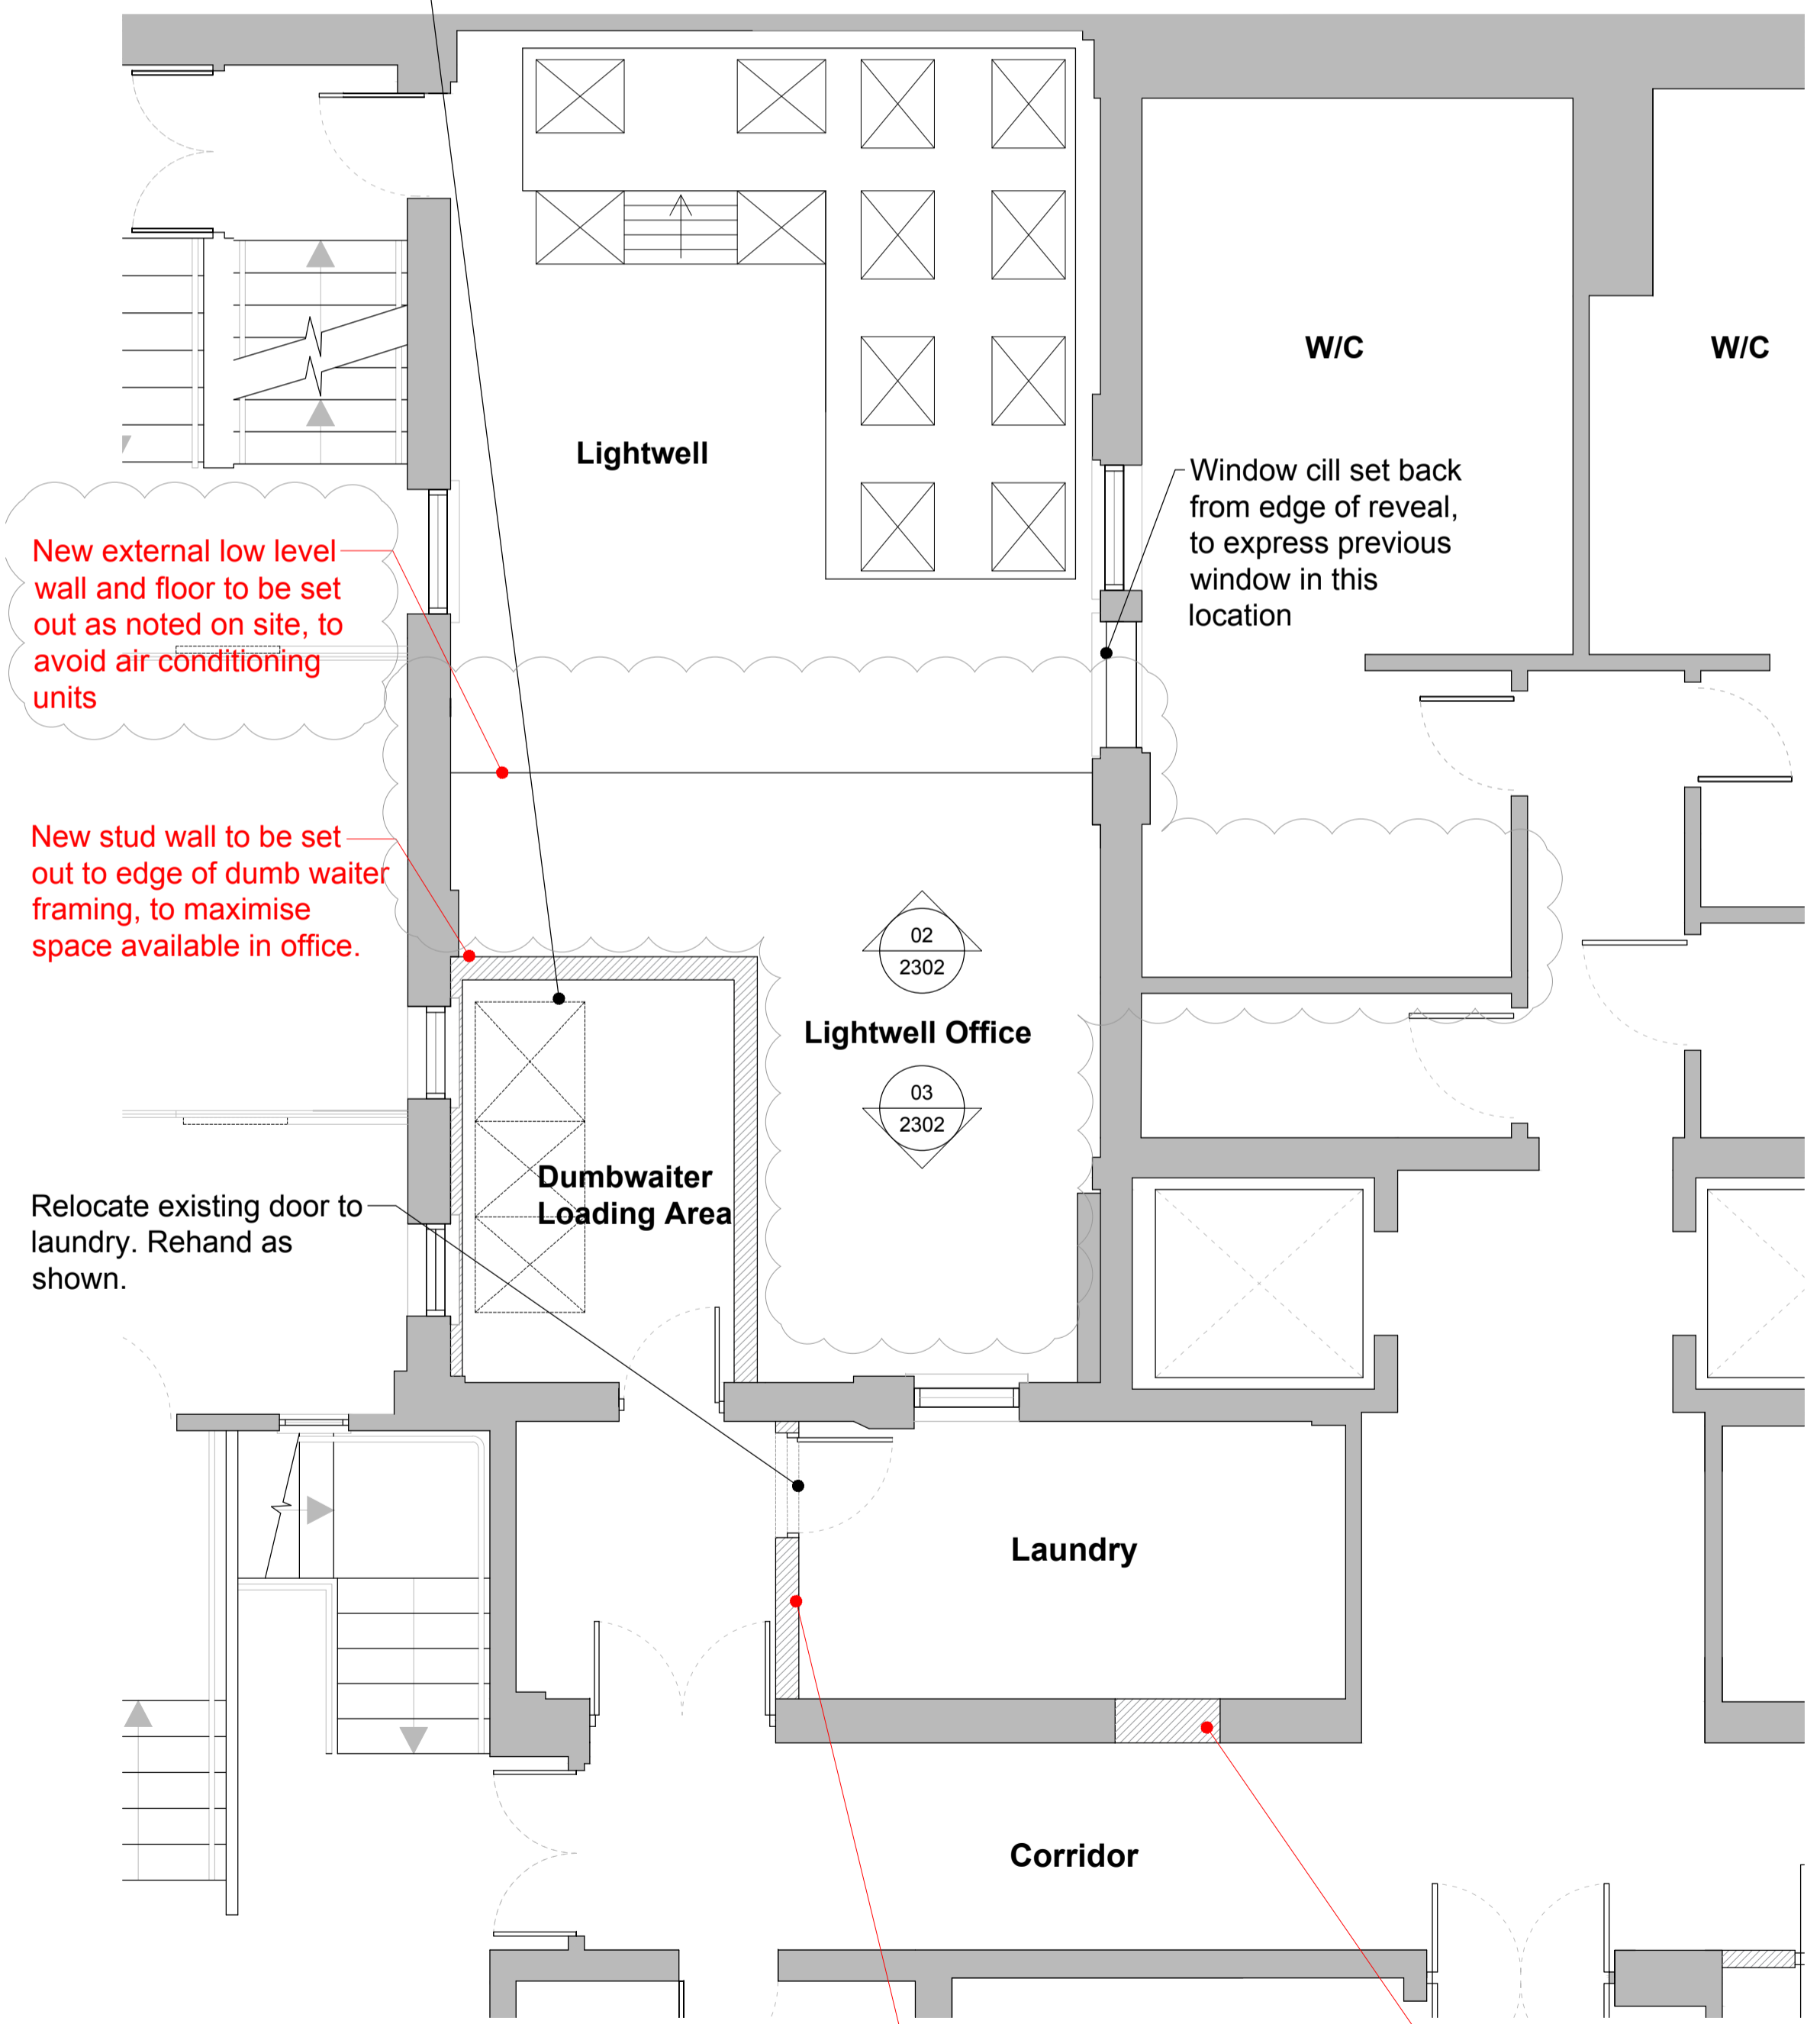 W/C
W/C
Lightwell
Window cill set back
from edge of reveal,
to express previous
window in this
location
New external low level
wall and floor to be set
out as noted on site, to
avoid air conditioning
units
New stud wall to be set
out to edge of dumb waiter
framing, to maximise
space available in office.
02
2302
Lightwell Office
03
2302
Dumbwaiter
Loading Area
Relocate existing door to
laundry. Rehand as
shown.
Laundry
Corridor